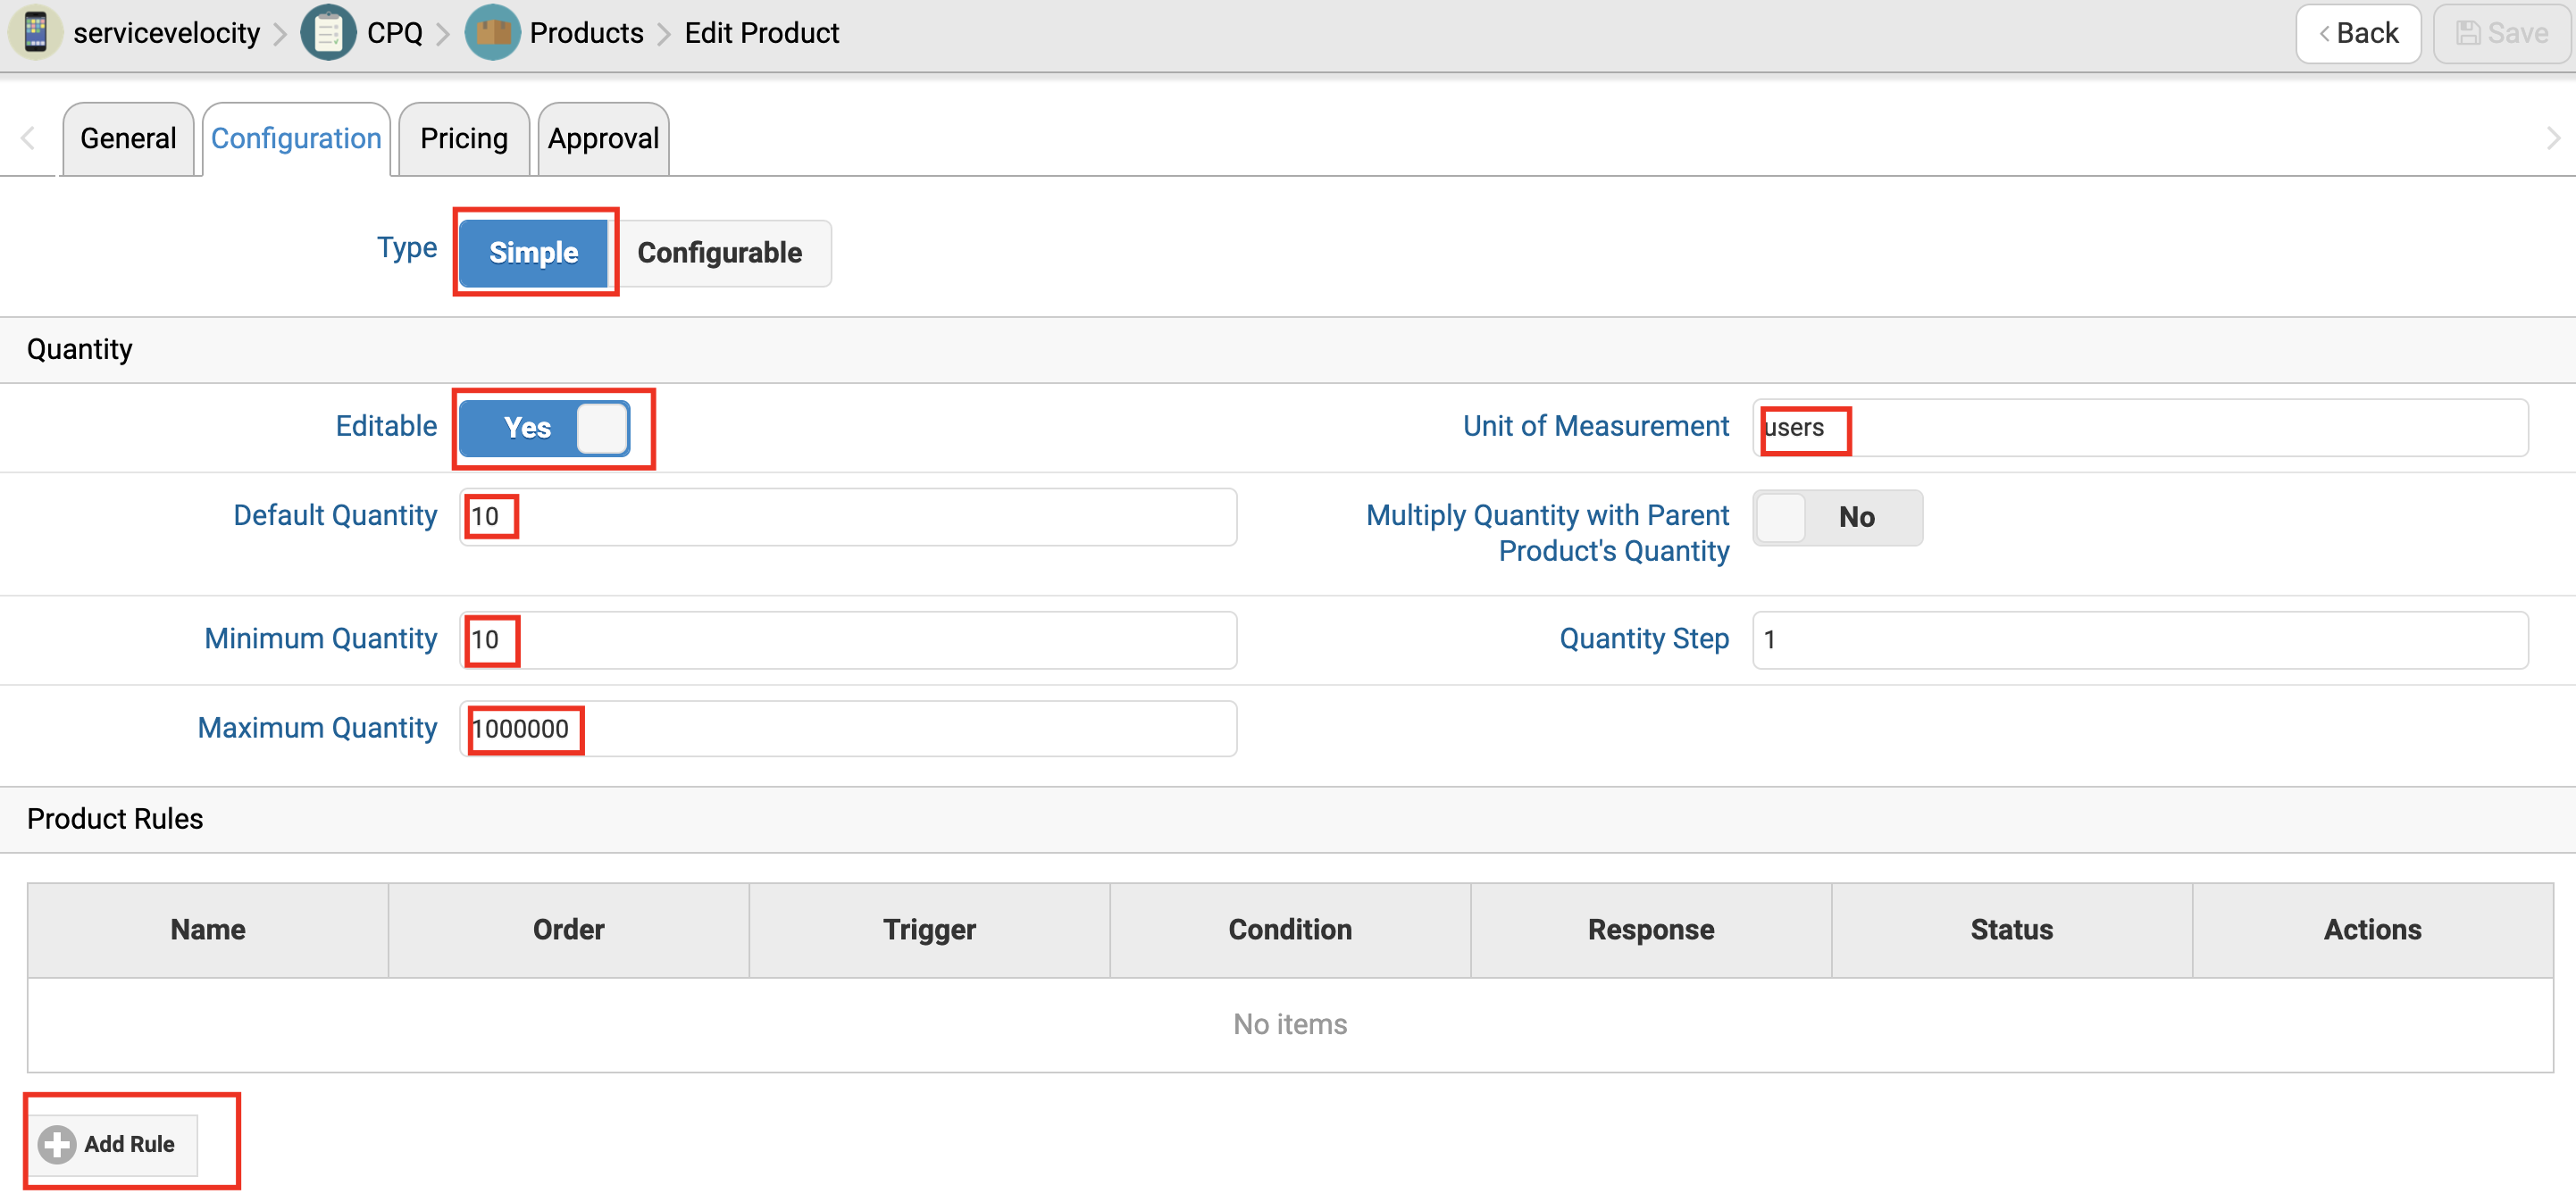 servicevelocity > CPQ > Products > Edit Product < Back Save
< General Configuration Pricing Approval >
Type Simple Configurable
Quantity
Editable Yes Unit of Measurement users
Default Quantity 10 Multiply Quantity with Parent
Product's Quantity No
Minimum Quantity 10 Quantity Step 1
Maximum Quantity 1000000
Product Rules
Name Order Trigger Condition Response Status Actions
No items
Add Rule